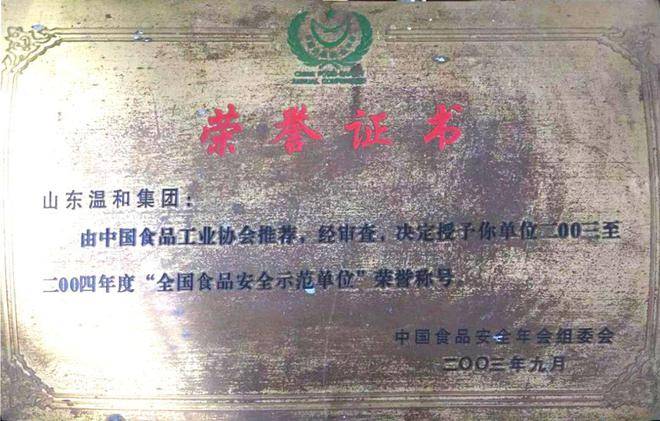 荣誉证书
山东温和集团：
由中国食品工业协会推荐，经审查，决定授予你单位二00三至
二00四年度“全国食品安全示范单位”荣誉称号。
中国食品安全年会组委会
二〇〇三年九月